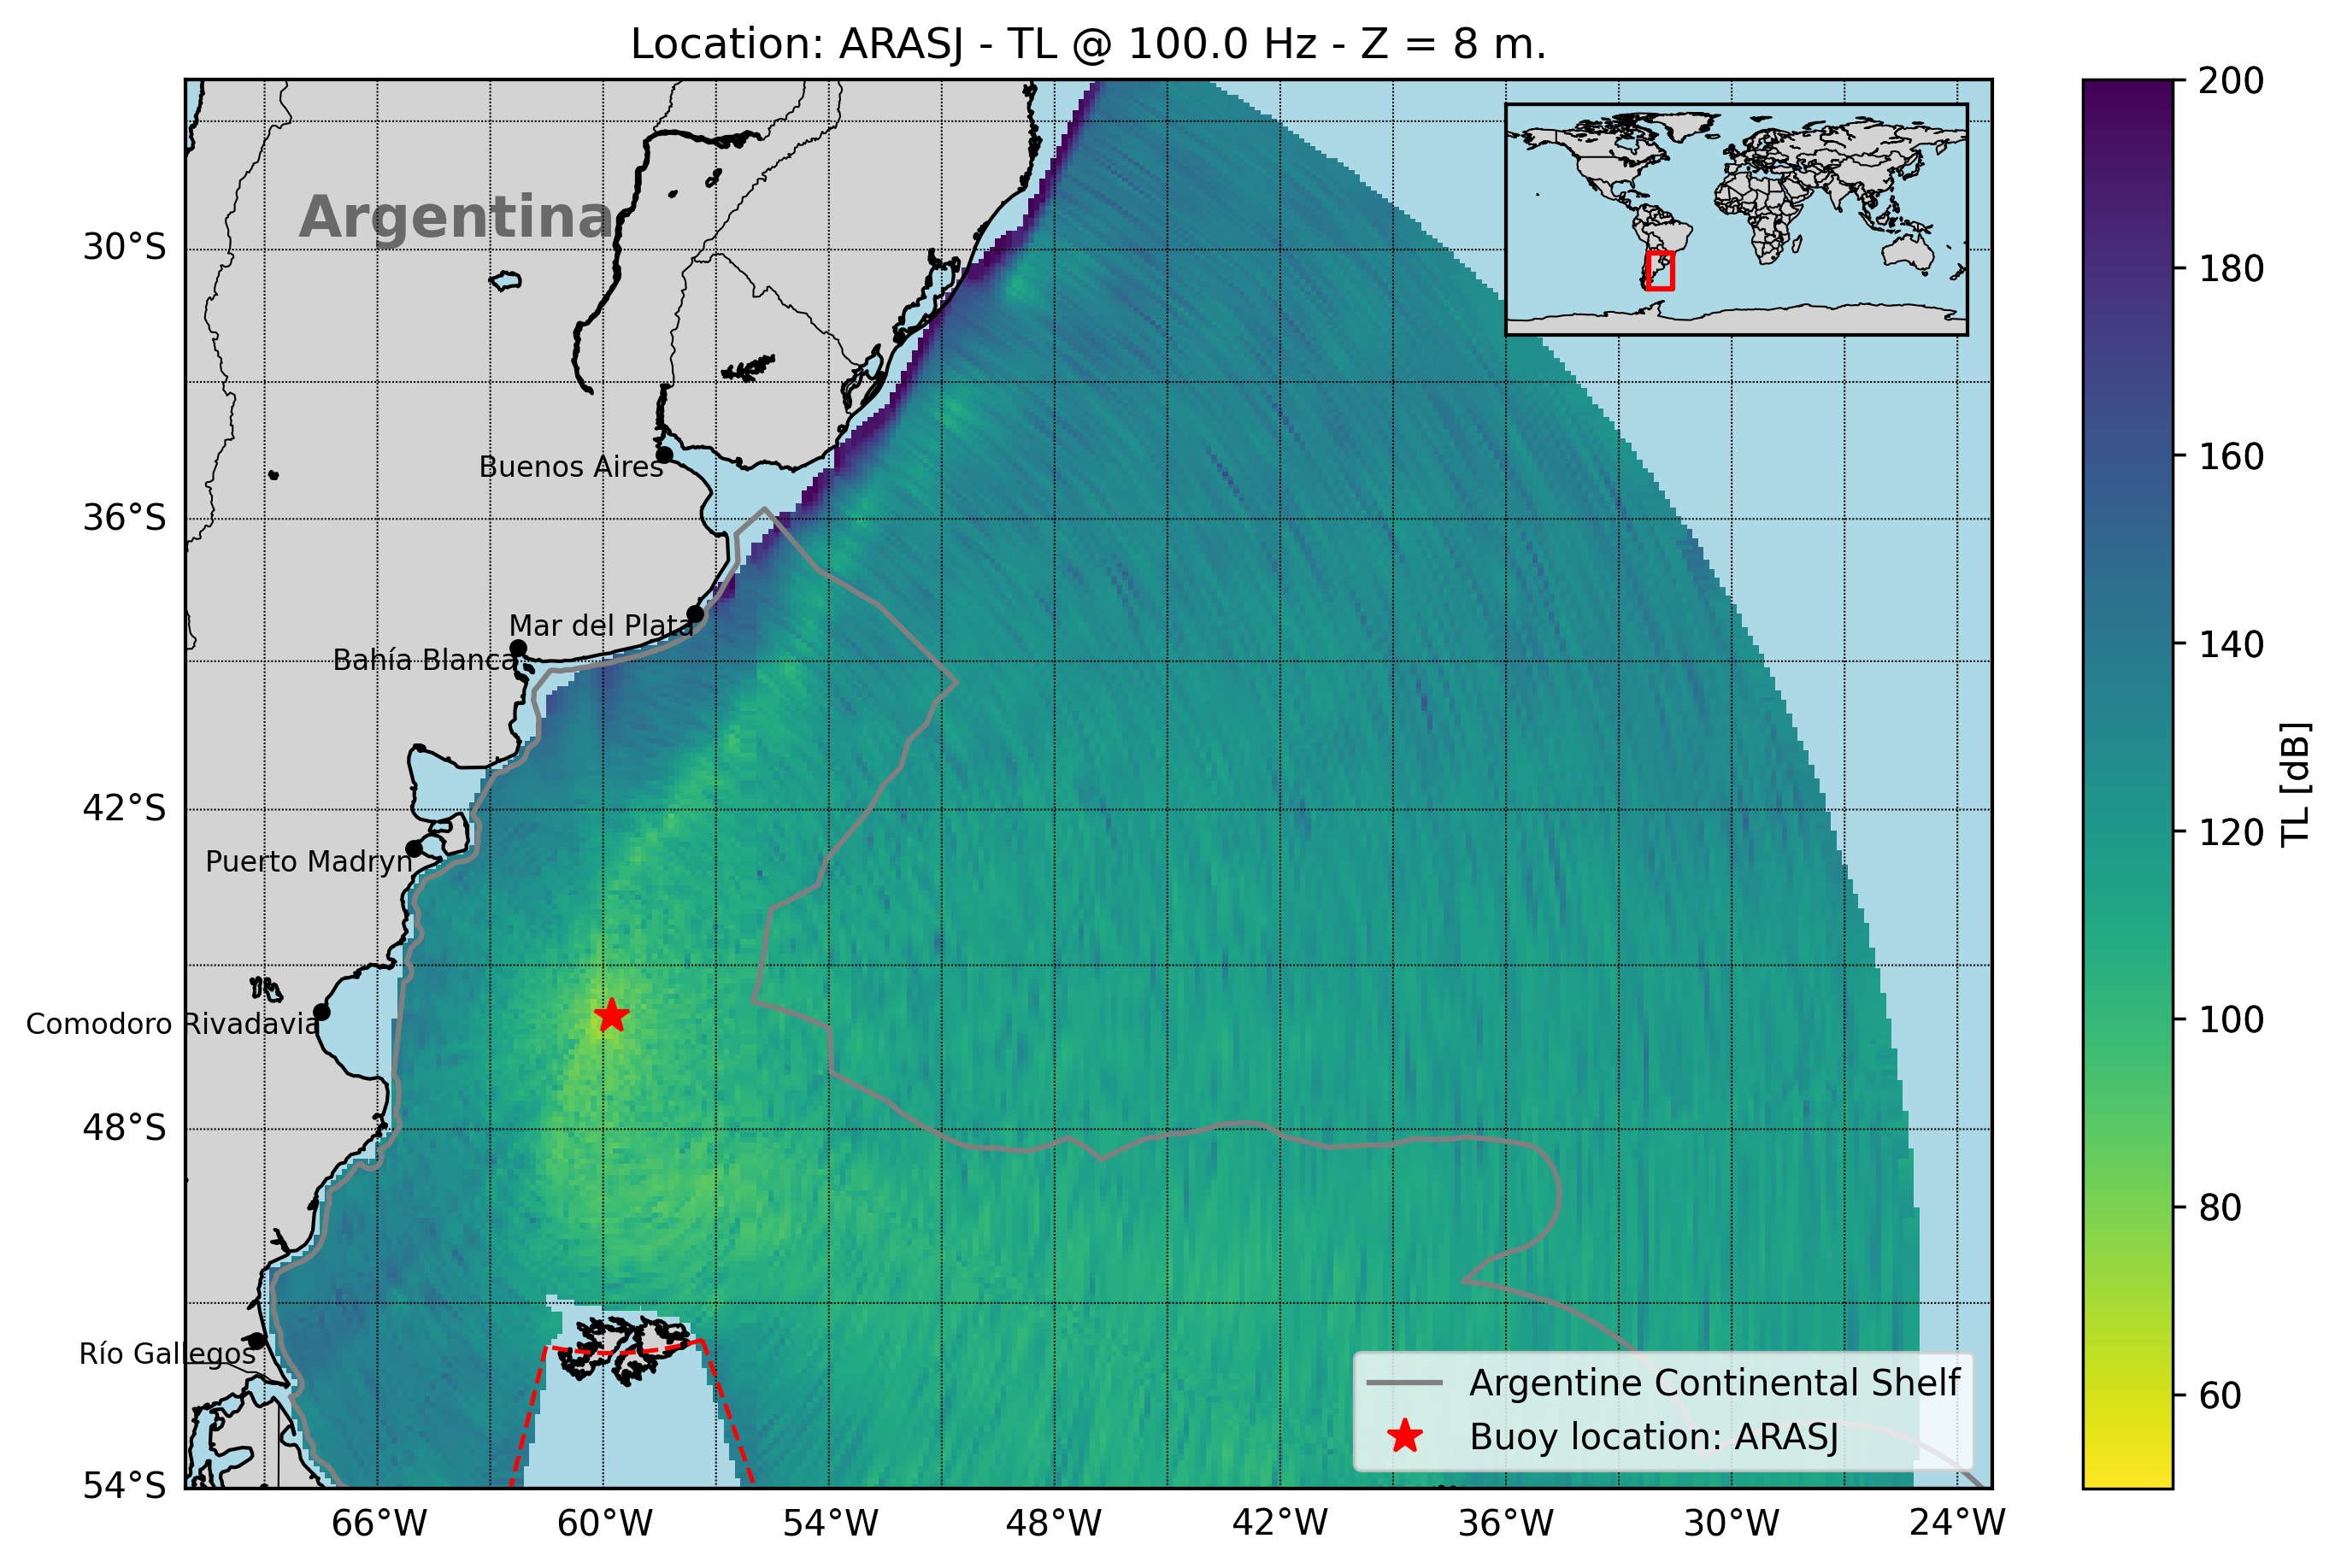 Location: ARASJ - TL @ 100.0 Hz - Z = 8 m.
Argentina
30°S
36°S
42°S
48°S
54°S
Buenos Aires
Mar del Plata
Bahía Blanca
Puerto Madryn
Comodoro Rivadavia
Río Gallegos
Argentine Continental Shelf
Buoy location: ARASJ
66°W
60°W
54°W
48°W
42°W
36°W
30°W
24°W
200
180
160
140
120
100
80
60
TL [dB]